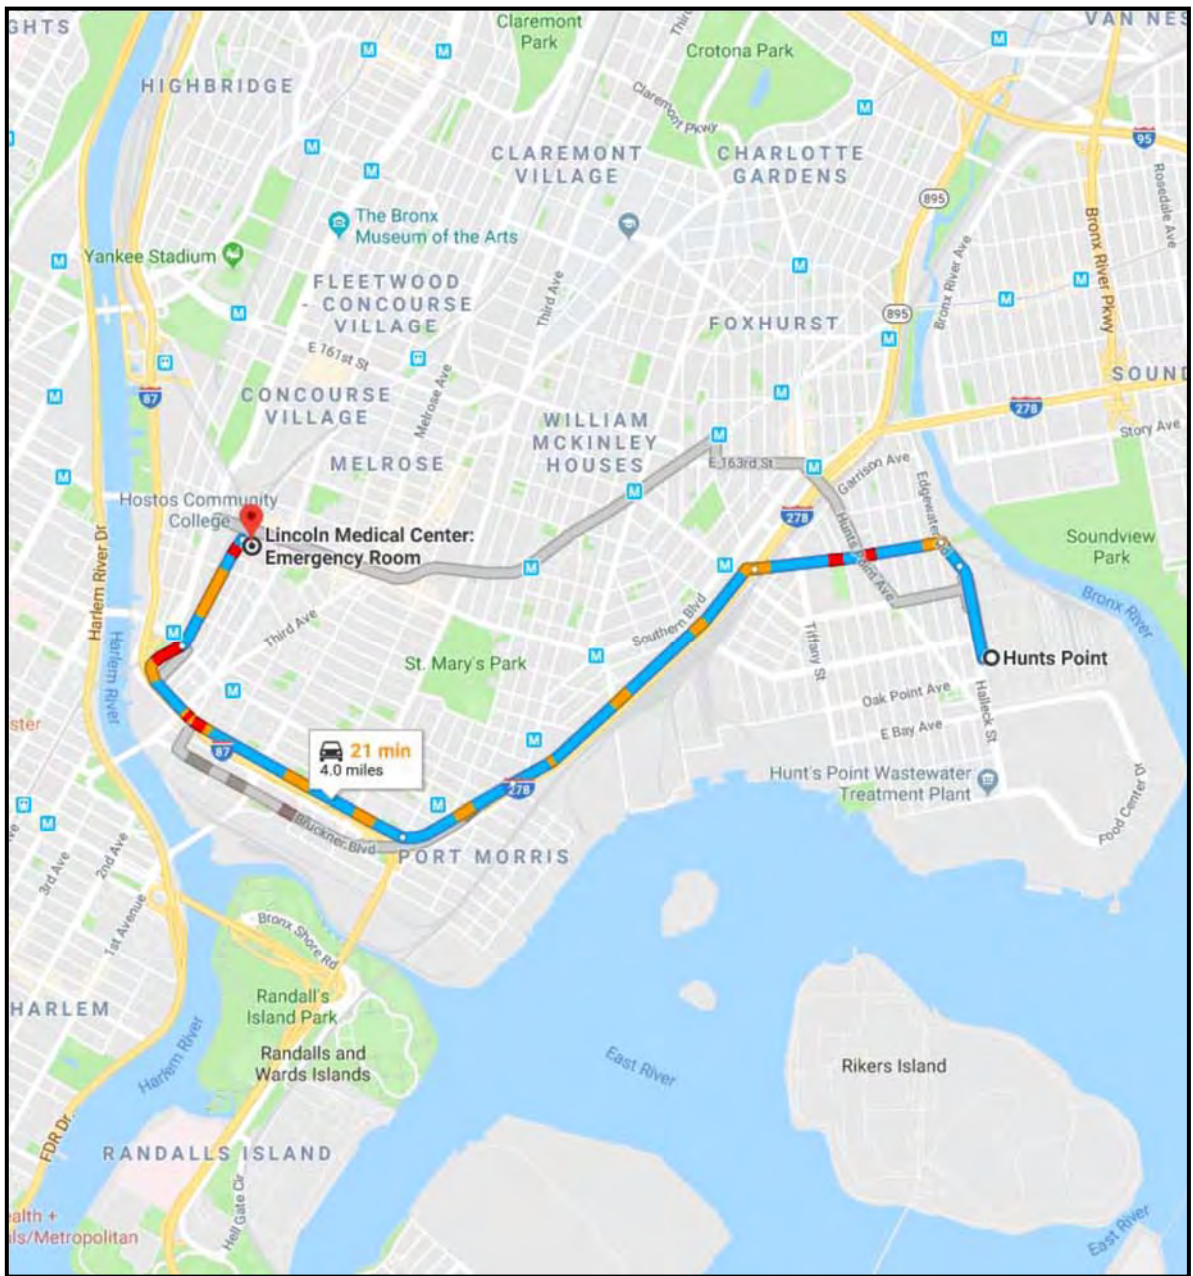 GHTS
Claremont
Park
Third
Crotona Park
VAN NES
HIGHBRIDGE
Claremont Pkwy
95
CLAREMONT
VILLAGE
CHARLOTTE
GARDENS
Rosedale Ave
895
The Bronx
Museum of the Arts
Bronx River Pkwy
Yankee Stadium
Bronx River Ave
FLEETWOOD
- CONCOURSE
VILLAGE
Third Ave
895
FOXHURST
E 161st St
SOUND
87
CONCOURSE
VILLAGE
Melrose Ave
278
WILLIAM
MCKINLEY
HOUSES
Story Ave
MELROSE
E 163rd St
Garrison Ave
Hostos Community
College
Edgewater Rd
278
Hunts Point Ave
Lincoln Medical Center:
Emergency Room
Soundview
Park
Harlem River Dr
Bronx River
Third Ave
Southern Blvd
Tiffany St
Harlem River
St. Mary's Park
Hunts Point
Oak Point Ave
Halleck St
E Bay Ave
ster
87
21 min
4.0 miles
278
Hunt's Point Wastewater
Treatment Plant
Food Center Dr
Bruckner Blvd
PORT MORRIS
3rd Ave
2nd Ave
1st Avenue
Bronx Shore Rd
HARLEM
Randall's
Island Park
Harlem River
Randalls and
Wards Islands
East River
Rikers Island
FDR Dr.
RANDALLS ISLAND
Hell Gate Cir
ealth +
ls/Metropolitan
East River